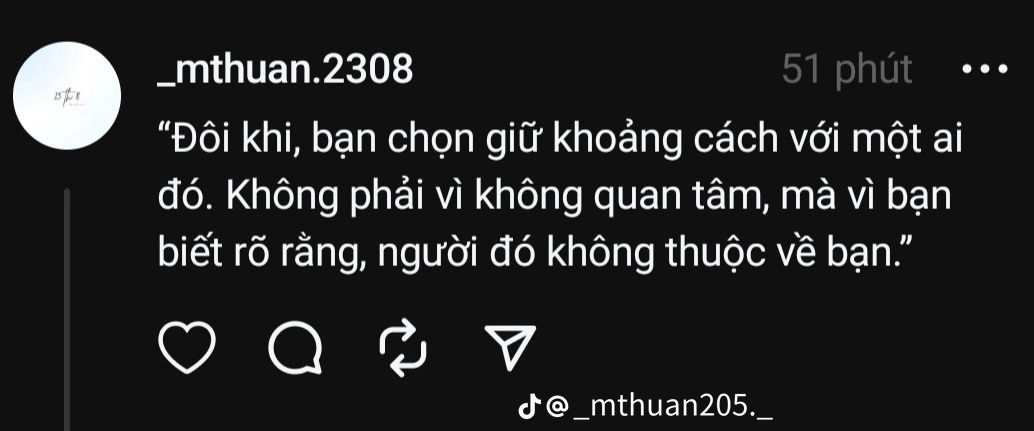 _mthuan.2308 51 phút
“Đôi khi, bạn chọn giữ khoảng cách với một ai
đó. Không phải vì không quan tâm, mà vì bạn
biết rõ rằng, người đó không thuộc về bạn.”
@_mthuan205._